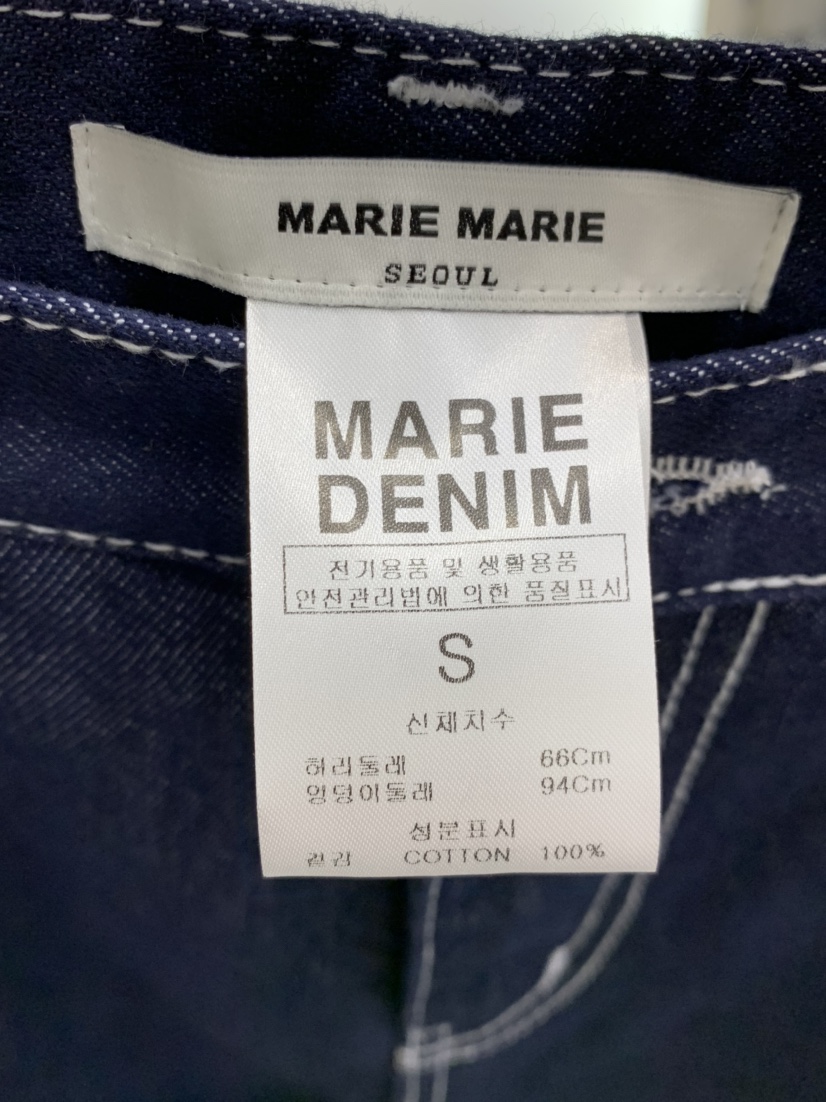 MARIE MARIE
SEOUL
MARIE
DENIM
전기용품 및 생활용품
안전관리법에 의한 품질표시
S
신체치수
허리둘레 66Cm
엉덩이둘레 94Cm
성분표시
겉감 COTTON 100%